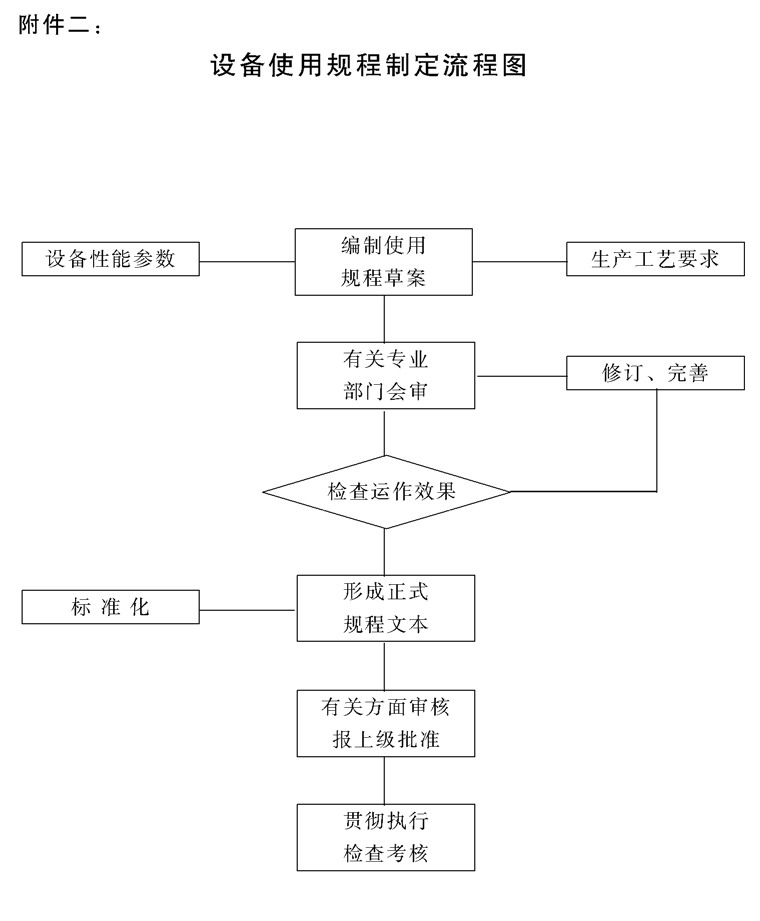 附件二：
设备使用规程制定流程图
设备性能参数
编制使用
规程草案
生产工艺要求
有关专业
部门会审
修订、完善
检查运作效果
标准化
形成正式
规程文本
有关方面审核
报上级批准
贯彻执行
检查考核